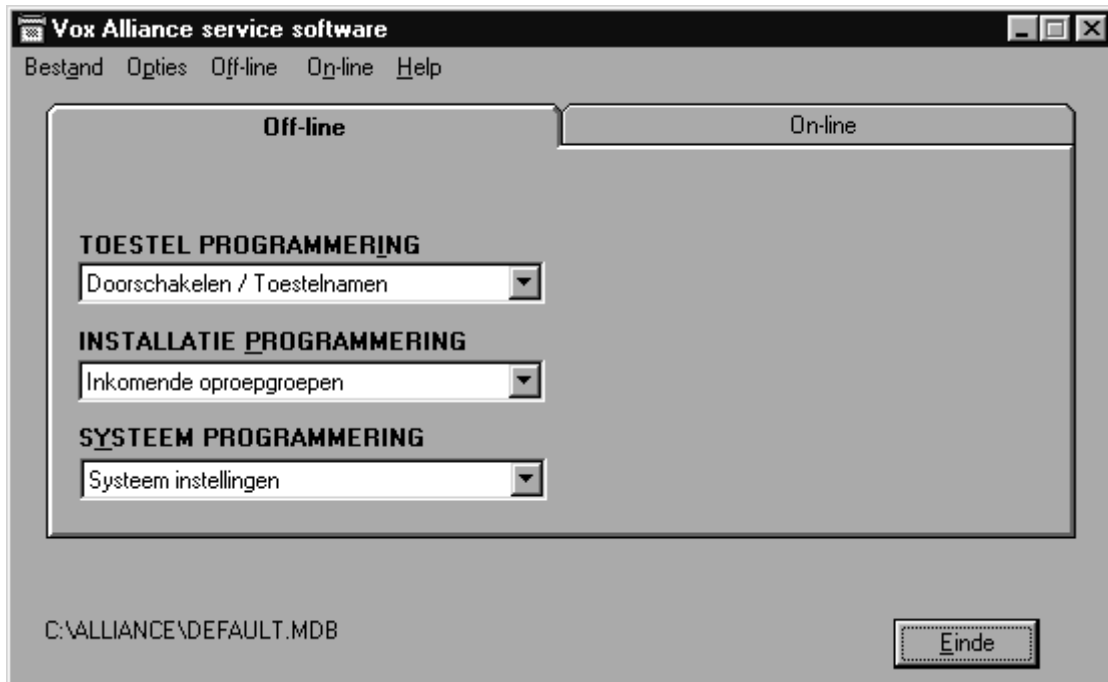 Vox Alliance service software
Bestand Opties Off-line On-line Help
Off-line On-line
TOESTEL PROGRAMMERING
Doorschakelen / Toestelnamen
INSTALLATIE PROGRAMMERING
Inkomende oproepgroepen
SYSTEEM PROGRAMMERING
Systeem instellingen
C:\ALLIANCE\DEFAULT.MDB
Einde